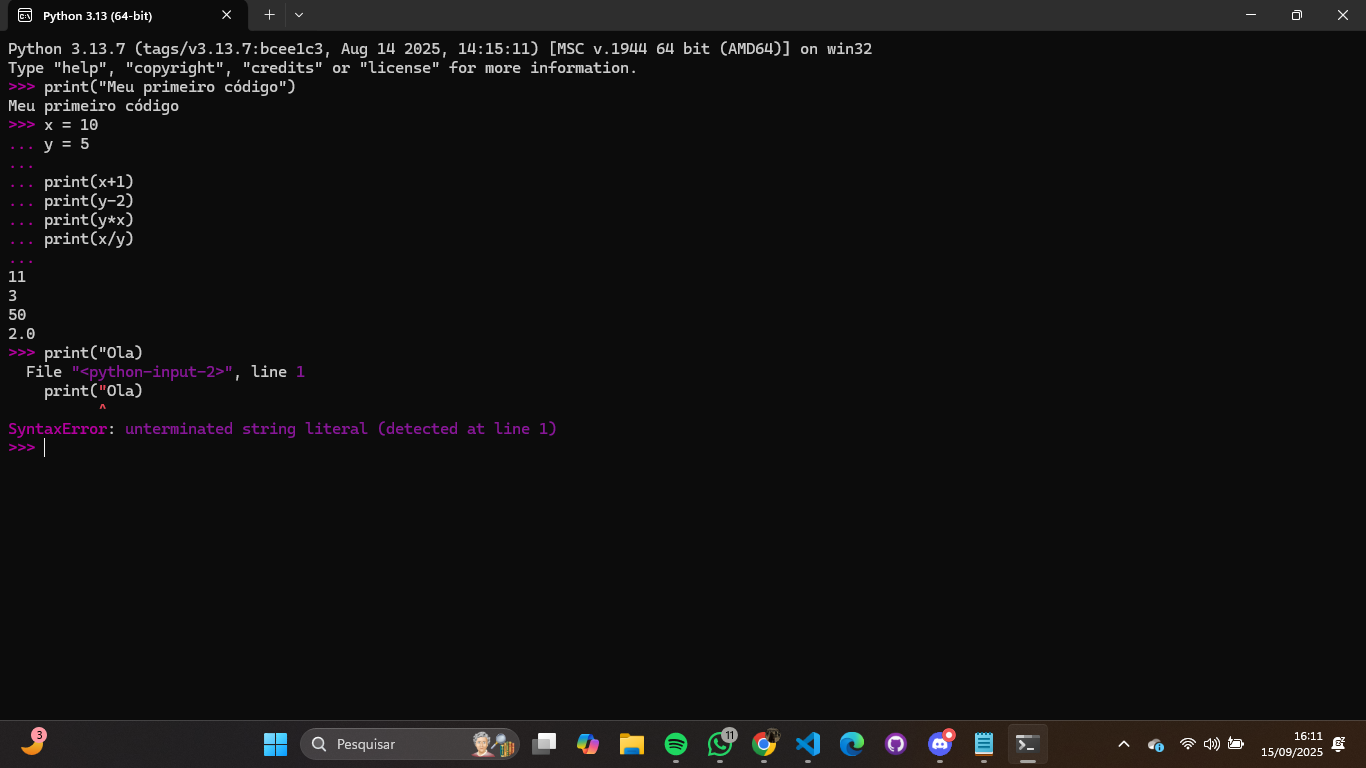 Python 3.13 (64-bit)
Python 3.13.7 (tags/v3.13.7:bcee1c3, Aug 14 2025, 14:15:11) [MSC v.1944 64 bit (AMD64)] on win32
Type "help", "copyright", "credits" or "license" for more information.
>>> print("Meu primeiro código")
Meu primeiro código
>>> x = 10
... y = 5
...
... print(x+1)
... print(y-2)
... print(y*x)
... print(x/y)
...
11
3
50
2.0
>>> print("Ola)
File "<python-input-2>", line 1
print("Ola)
^
SyntaxError: unterminated string literal (detected at line 1)
>>>
3
Pesquisar
11
16:11
15/09/2025